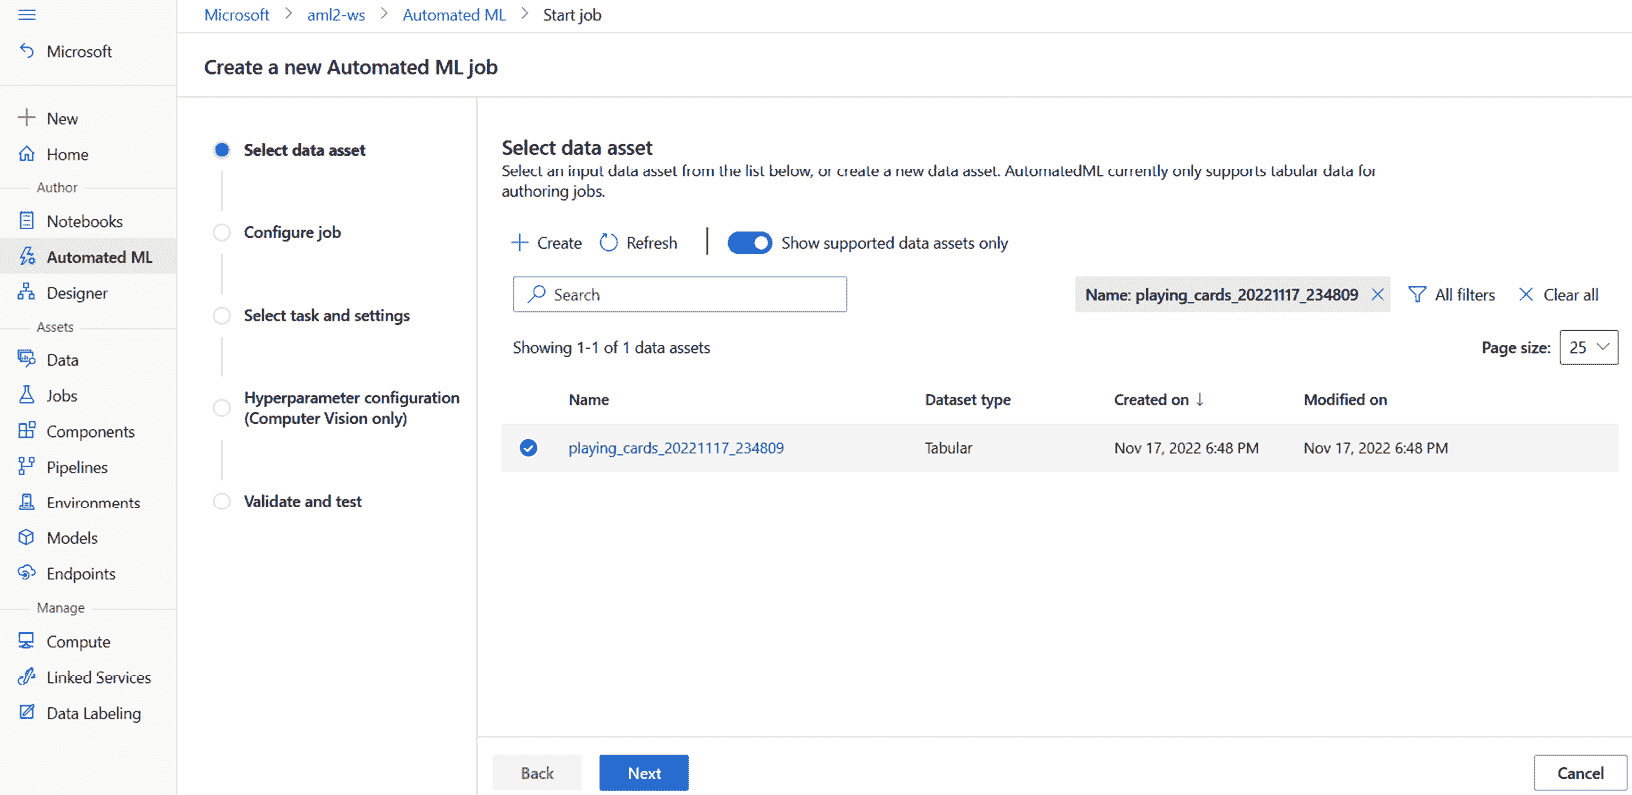 Microsoft > aml2-ws > Automated ML > Start job
Microsoft
Create a new Automated ML job
New
Home
Author
Notebooks
Automated ML
Designer
Assets
Data
Jobs
Components
Pipelines
Environments
Models
Endpoints
Manage
Compute
Linked Services
Data Labeling
Select data asset
Configure job
Select task and settings
Hyperparameter configuration
(Computer Vision only)
Validate and test
Select data asset
Select an input data asset from the list below, or create a new data asset. AutomatedML currently only supports tabular data for
authoring jobs.
Create Refresh Show supported data assets only
Search Name: playing_cards_20221117_234809 All filters Clear all
Showing 1-1 of 1 data assets Page size: 25
Name Dataset type Created on ↓ Modified on
playing_cards_20221117_234809 Tabular Nov 17, 2022 6:48 PM Nov 17, 2022 6:48 PM
Back Next Cancel